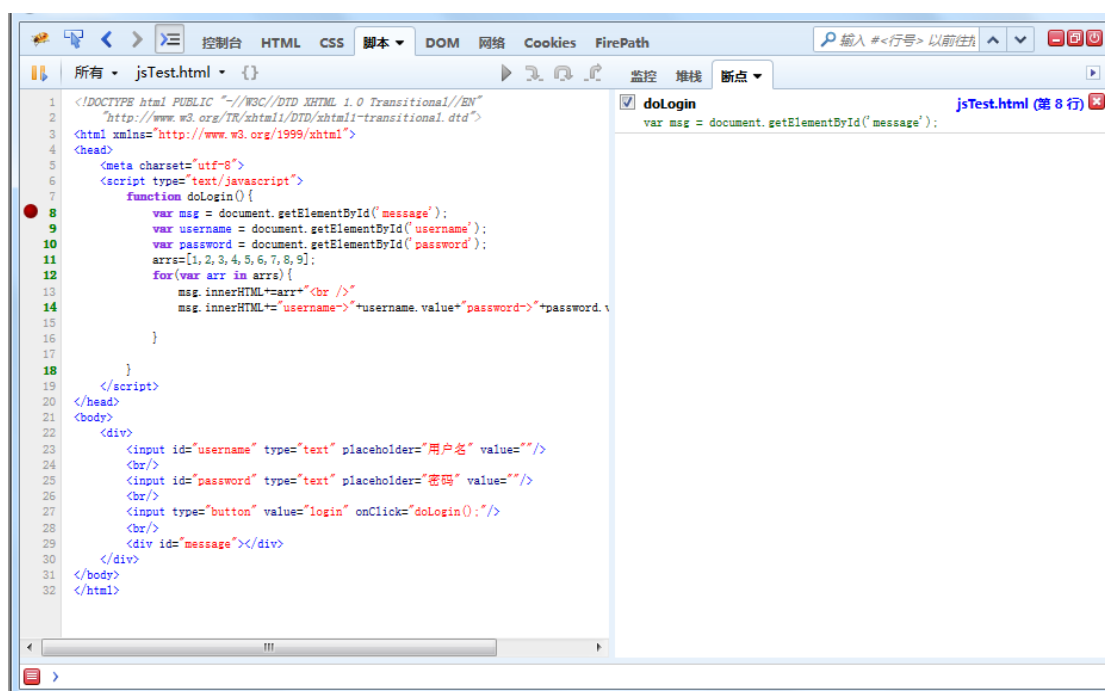 控制台 HTML CSS 脚本 DOM 网络 Cookies FirePath 输入 #<行号> 以前往
所有 jsTest.html {} 监控 堆栈 断点
1 <!DOCTYPE html PUBLIC "-//W3C//DTD XHTML 1.0 Transitional//EN"
2 "http://www.w3.org/TR/xhtml1/DTD/xhtml1-transitional.dtd">
3 <html xmlns="http://www.w3.org/1999/xhtml">
4 <head>
5 <meta charset="utf-8">
6 <script type="text/javascript">
7 function doLogin(){
8 var msg = document.getElementById('message');
9 var username = document.getElementById('username');
10 var password = document.getElementById('password');
11 arrs=[1,2,3,4,5,6,7,8,9];
12 for(var arr in arrs){
13 msg.innerHTML+=arr+"<br />"
14 msg.innerHTML+="username->"+username.value+"password->"+password.v
15
16 }
17
18 }
19 </script>
20 </head>
21 <body>
22 <div>
23 <input id="username" type="text" placeholder="用户名" value=""/>
24 <br/>
25 <input id="password" type="text" placeholder="密码" value=""/>
26 <br/>
27 <input type="button" value="login" onClick="doLogin();"/>
28 <br/>
29 <div id="message"></div>
30 </div>
31 </body>
32 </html>
doLogin jsTest.html (第 8 行)
var msg = document.getElementById('message');